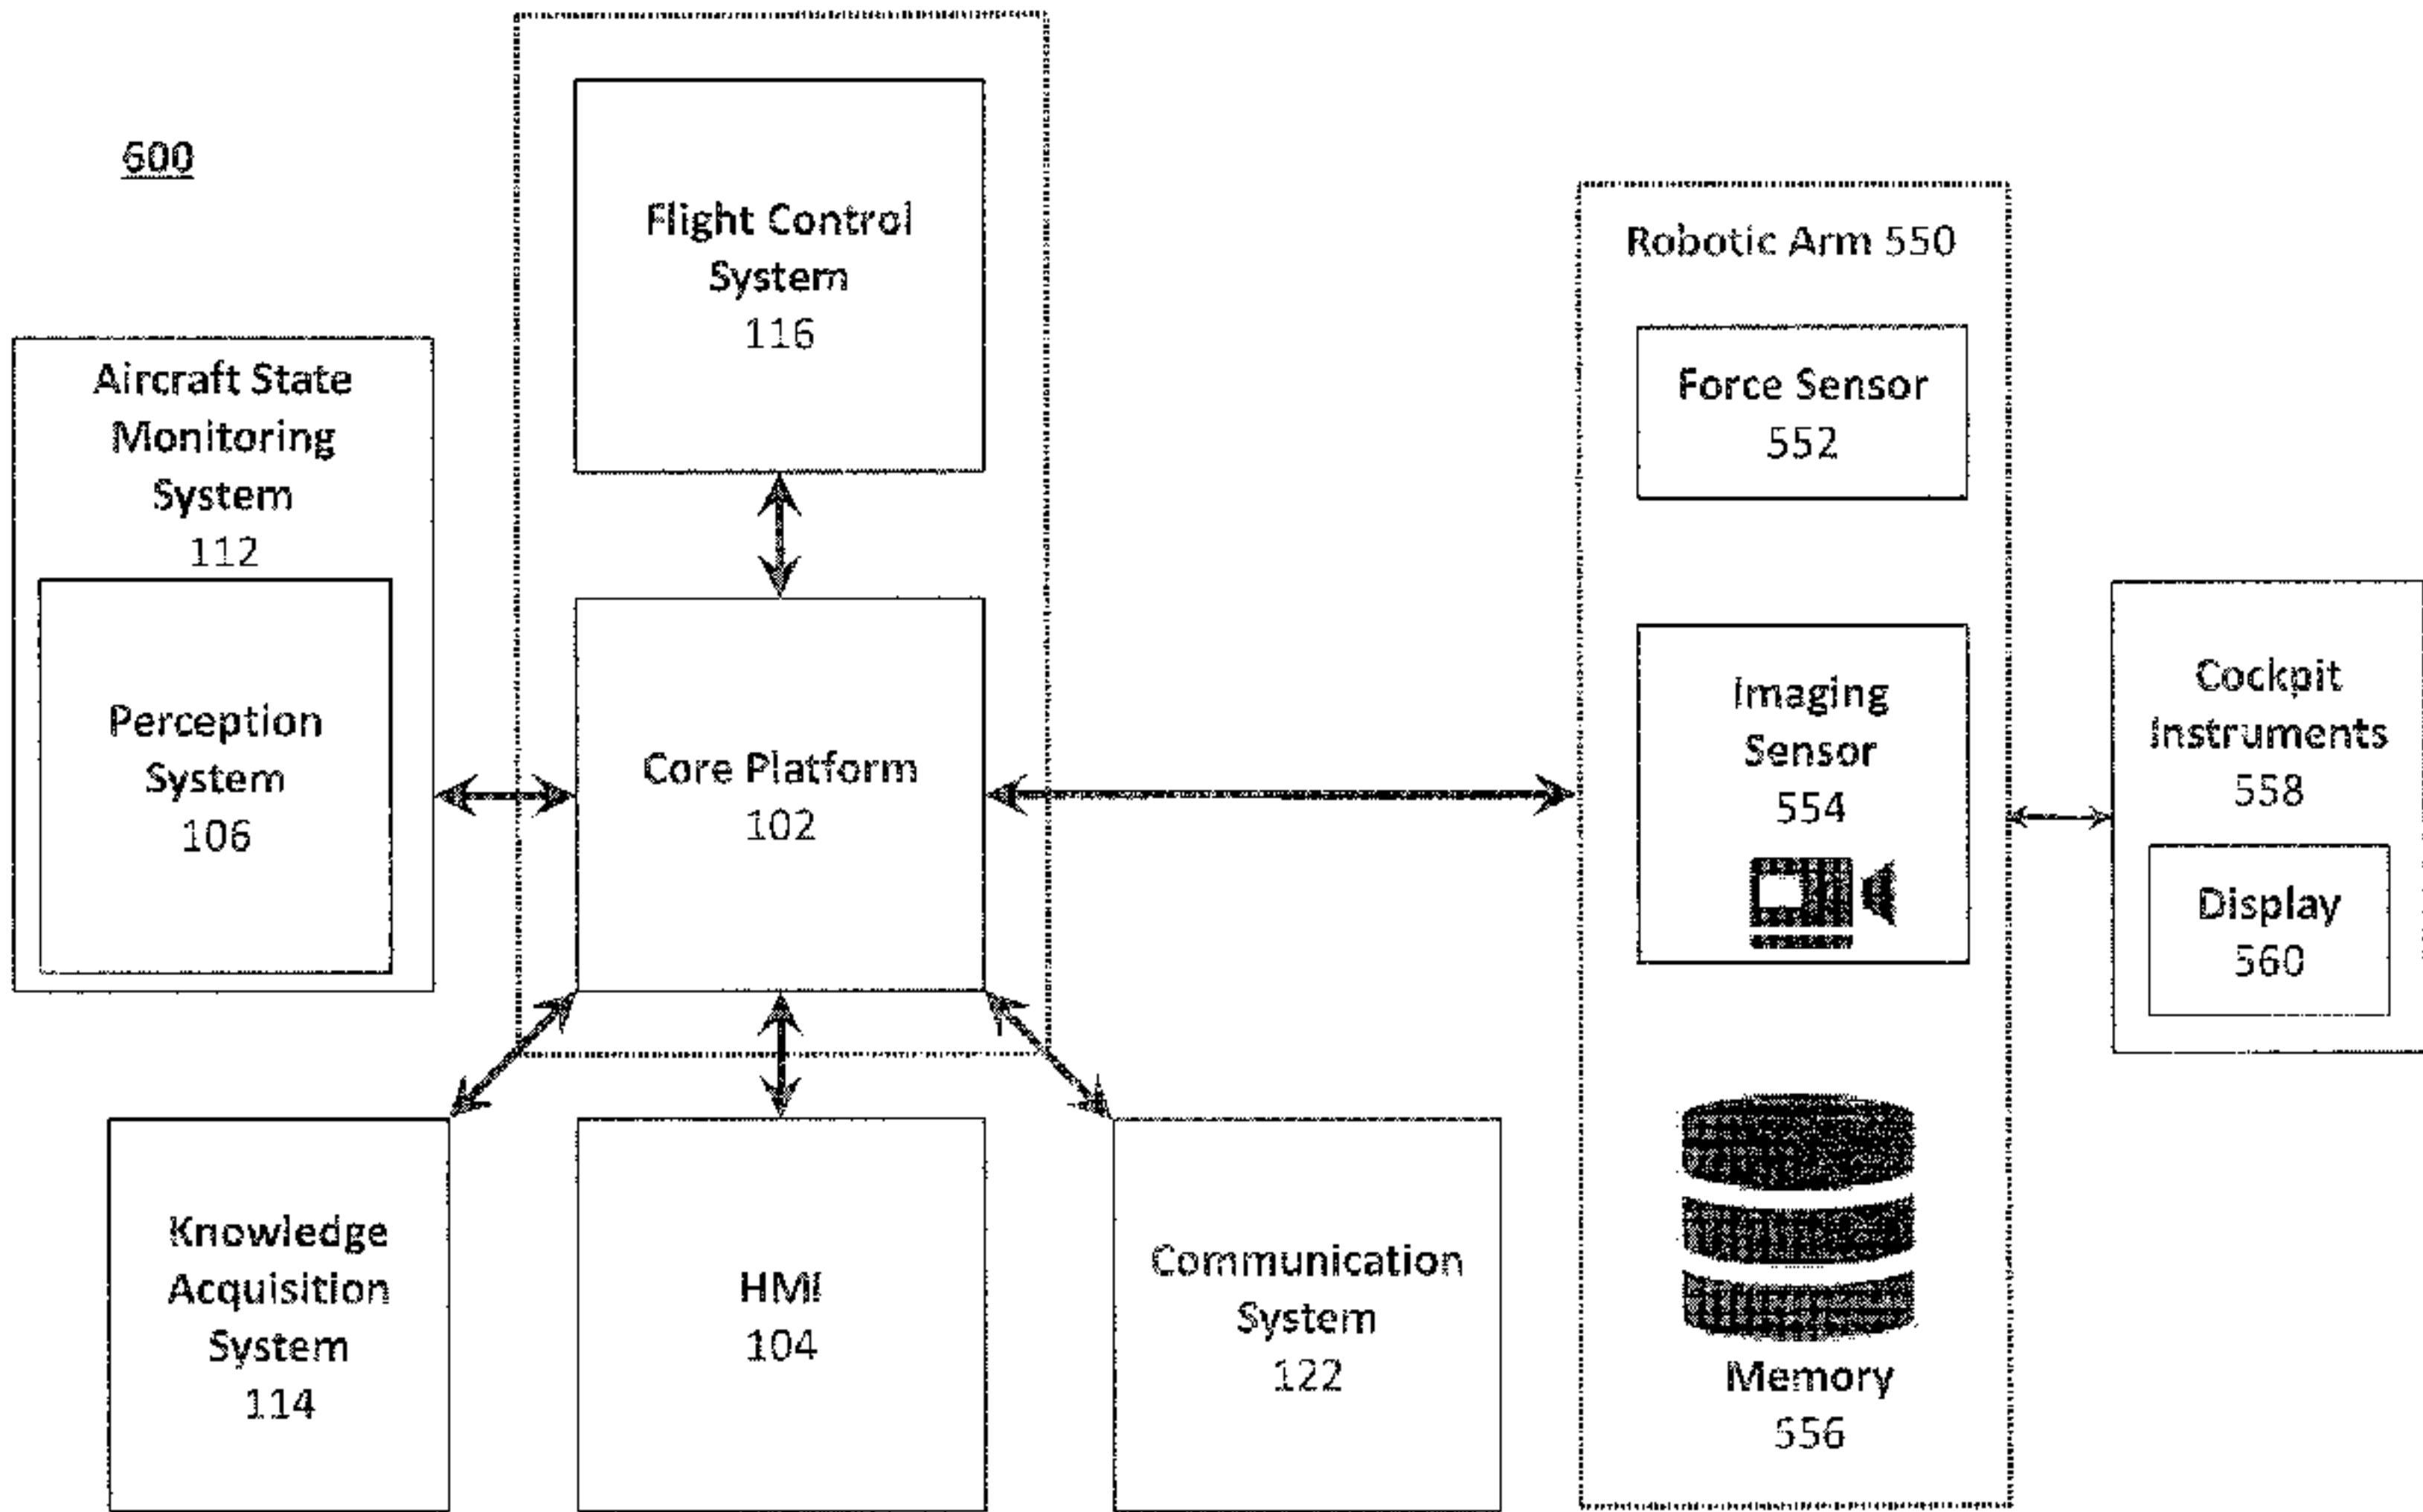 600
Flight Control
System
116
Aircraft State
Monitoring
System
112
Perception
System
106
Core Platform
102
Robotic Arm 550
Force Sensor
552
Imaging
Sensor
554
Memory
556
Cockpit
Instruments
558
Display
560
Knowledge
Acquisition
System
114
HMI
104
Communication
System
122